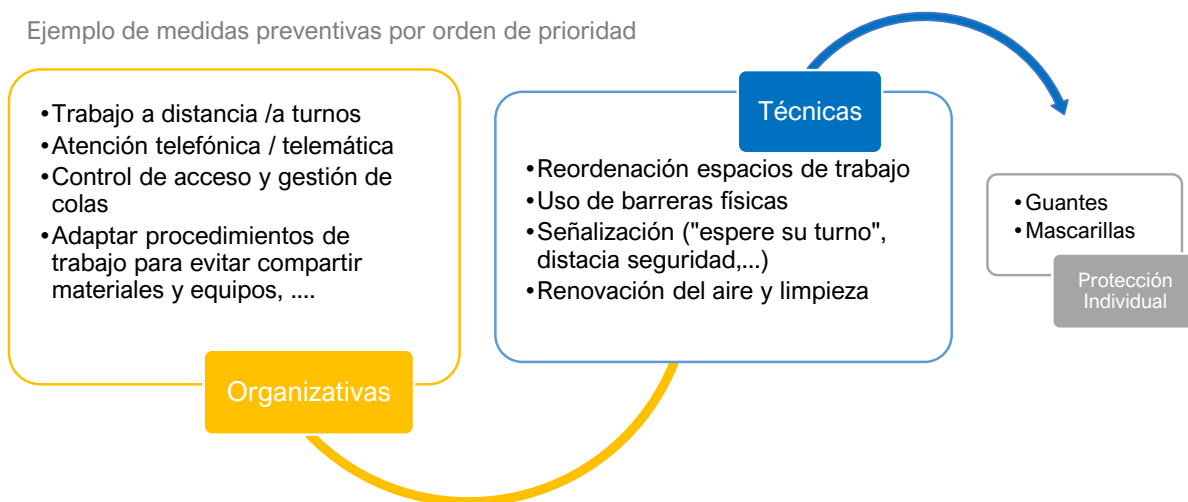 Ejemplo de medidas preventivas por orden de prioridad
•Trabajo a distancia /a turnos
•Atención telefónica / telemática
•Control de acceso y gestión de
colas
•Adaptar procedimientos de
trabajo para evitar compartir
materiales y equipos, ....
Organizativas
Técnicas
•Reordenación espacios de trabajo
•Uso de barreras físicas
•Señalización ("espere su turno",
distacia seguridad,...)
•Renovación del aire y limpieza
•Guantes
•Mascarillas
Protección
Individual